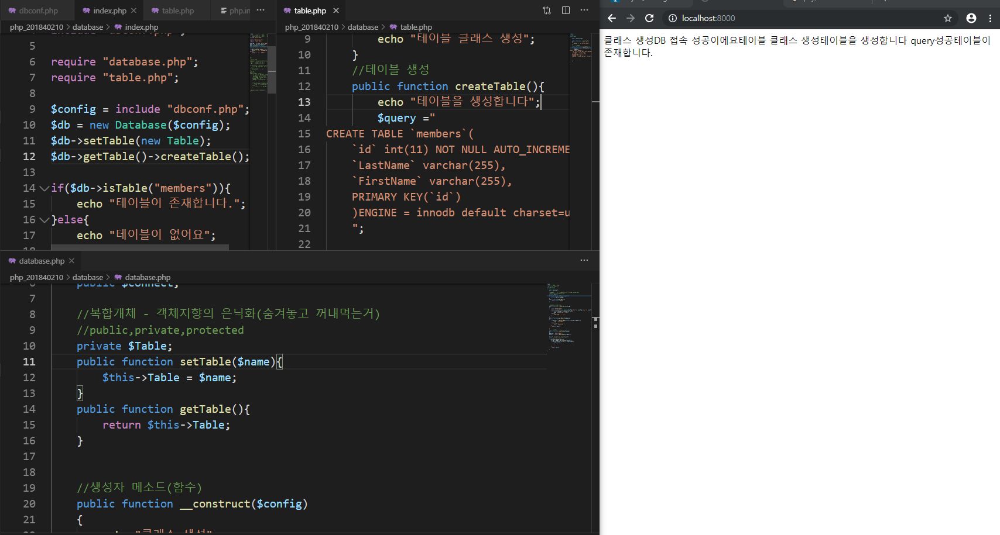 dbconf.php
index.php
table.php
php.in
php_201840210 > database > index.php
5
6 require "database.php";
7 require "table.php";
8
9 $config = include "dbconf.php";
10 $db = new Database($config);
11 $db->setTable(new Table);
12 $db->getTable()->createTable();
13
14 if($db->isTable("members")){
15 echo "테이블이 존재합니다.";
16 }else{
17 echo "테이블이 없어요";
table.php
php_201840210 > database > table.php
9 echo "테이블 클래스 생성";
10 }
11 //테이블 생성
12 public function createTable(){
13 echo "테이블을 생성합니다";
14 $query ="
15 CREATE TABLE `members`(
16 `id` int(11) NOT NULL AUTO_INCREME
17 `LastName` varchar(255),
18 `FirstName` varchar(255),
19 PRIMARY KEY(`id`)
20 )ENGINE = innodb default charset=u
21 ";
22
database.php
php_201840210 > database > database.php
6 public $connect;
7
8 //복합개체 - 객체지향의 은닉화(숨겨놓고 꺼내먹는거)
9 //public,private,protected
10 private $Table;
11 public function setTable($name){
12 $this->Table = $name;
13 }
14 public function getTable(){
15 return $this->Table;
16 }
17
18
19 //생성자 메소드(함수)
20 public function __construct($config)
21 {
localhost:8000
클래스 생성DB 접속 성공이에요테이블 클래스 생성테이블을 생성합니다 query성공테이블이
존재합니다.